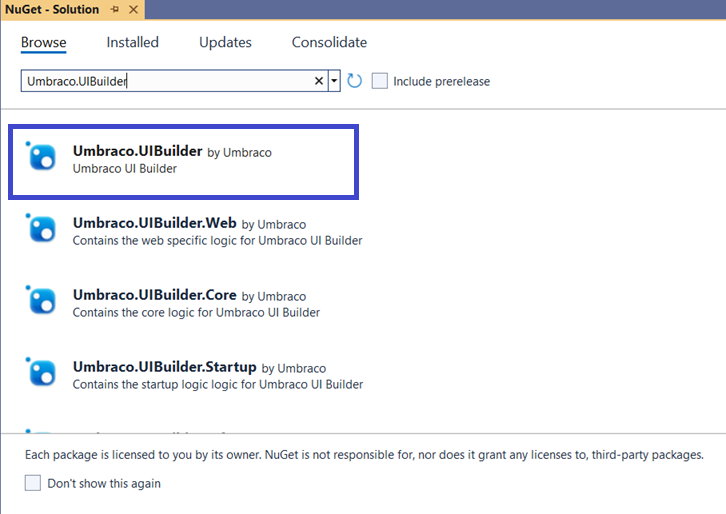 NuGet - Solution
Browse Installed Updates Consolidate
Umbraco.UIBuilder
Include prerelease
Umbraco.UIBuilder by Umbraco
Umbraco UI Builder
Umbraco.UIBuilder.Web by Umbraco
Contains the web specific logic for Umbraco UI Builder
Umbraco.UIBuilder.Core by Umbraco
Contains the core logic for Umbraco UI Builder
Umbraco.UIBuilder.Startup by Umbraco
Contains the startup logic logic for Umbraco UI Builder
Each package is licensed to you by its owner. NuGet is not responsible for, nor does it grant any licenses to, third-party packages.
Don't show this again